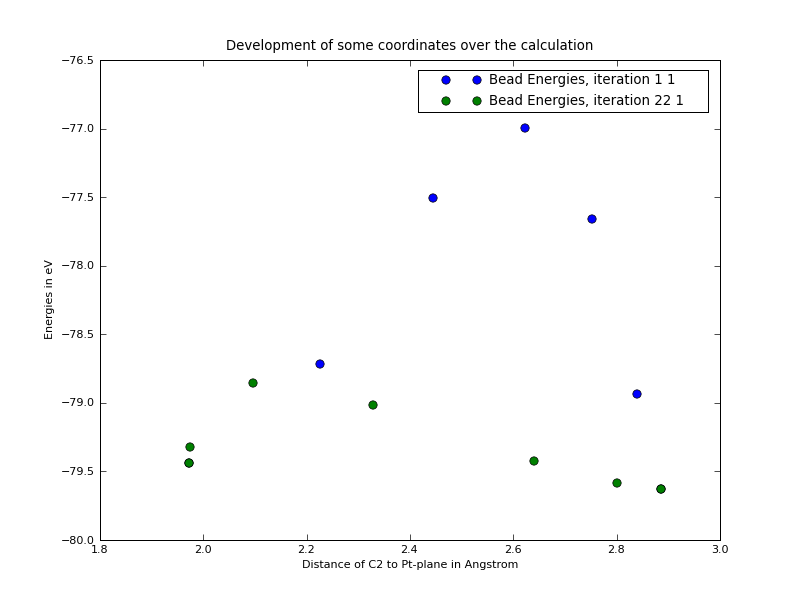 Development of some coordinates over the calculation
Bead Energies, iteration 1 1
Bead Energies, iteration 22 1
−76.5
−77.0
−77.5
−78.0
−78.5
−79.0
−79.5
−80.0
Energies in eV
1.8 2.0 2.2 2.4 2.6 2.8 3.0
Distance of C2 to Pt-plane in Angstrom